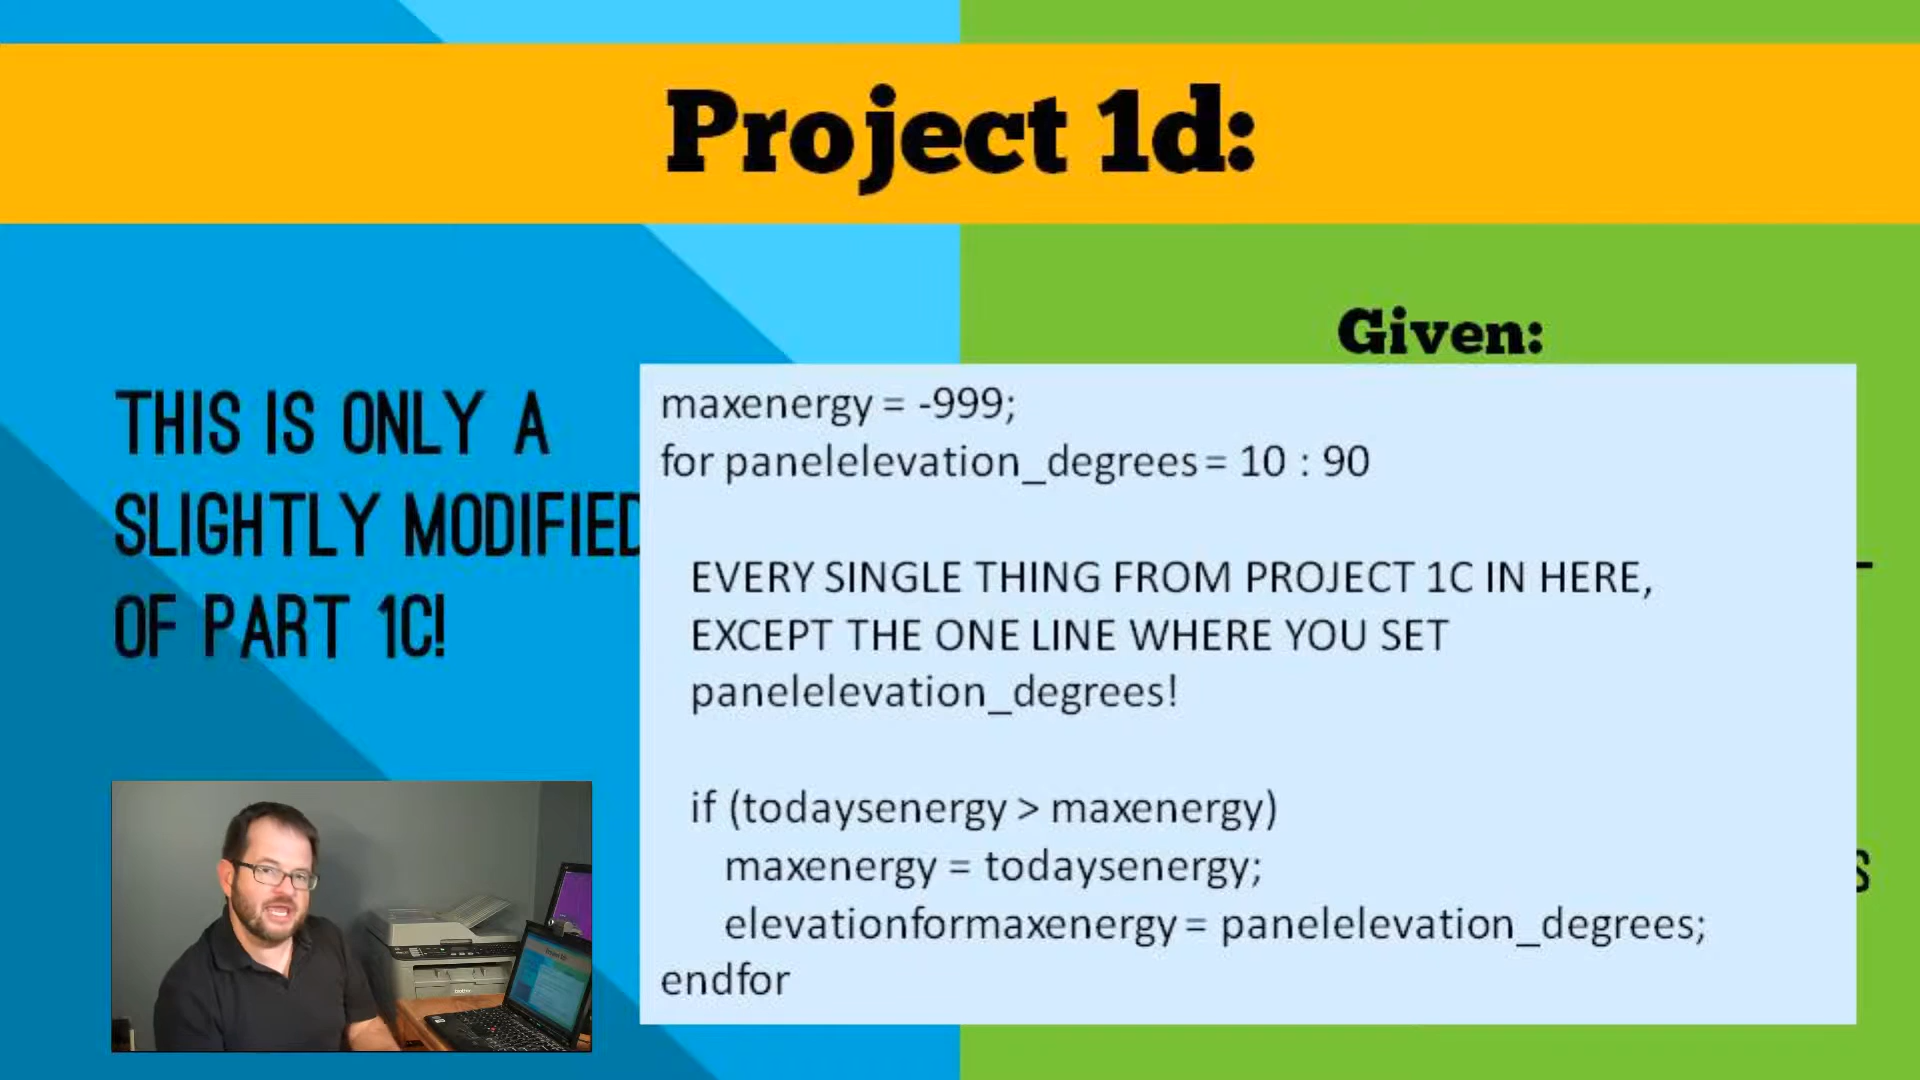 Project 1d:
THIS IS ONLY A
SLIGHTLY MODIFIED
OF PART 1C!
Given:
maxenergy = -999;
for panelelevation_degrees = 10 : 90
EVERY SINGLE THING FROM PROJECT 1C IN HERE,
EXCEPT THE ONE LINE WHERE YOU SET
panelelevation_degrees!
if (todaysenergy > maxenergy)
maxenergy = todaysenergy;
elevationformaxenergy = panelelevation_degrees;
endfor
brother